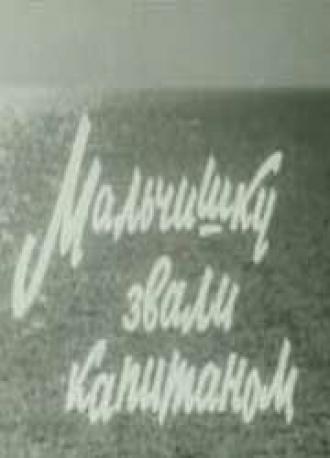 Мальчишку
звали
капитаном